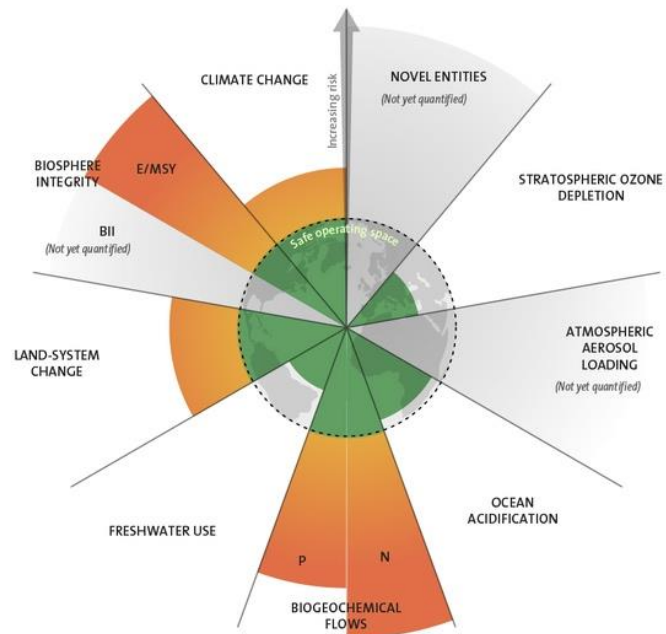 CLIMATE CHANGE
Increasing risk
NOVEL ENTITIES
(Not yet quantified)
STRATOSPHERIC OZONE
DEPLETION
ATMOSPHERIC
AEROSOL
LOADING
(Not yet quantified)
OCEAN
ACIDIFICATION
BIOGEOCHEMICAL
FLOWS
P
N
FRESHWATER USE
LAND-SYSTEM
CHANGE
BIOSPHERE
INTEGRITY
E/MSY
BII
(Not yet quantified)
Safe operating space